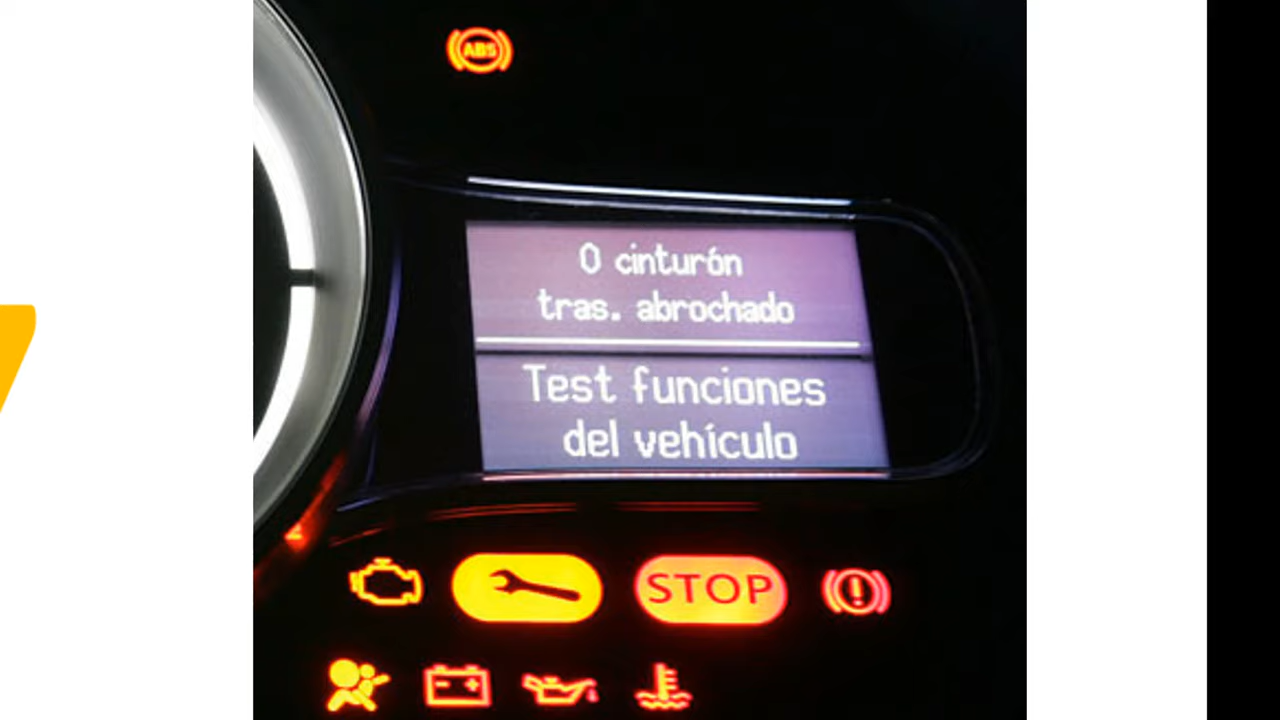 ABS
0 cinturón
tras. abrochado
Test funciones
del vehículo
STOP